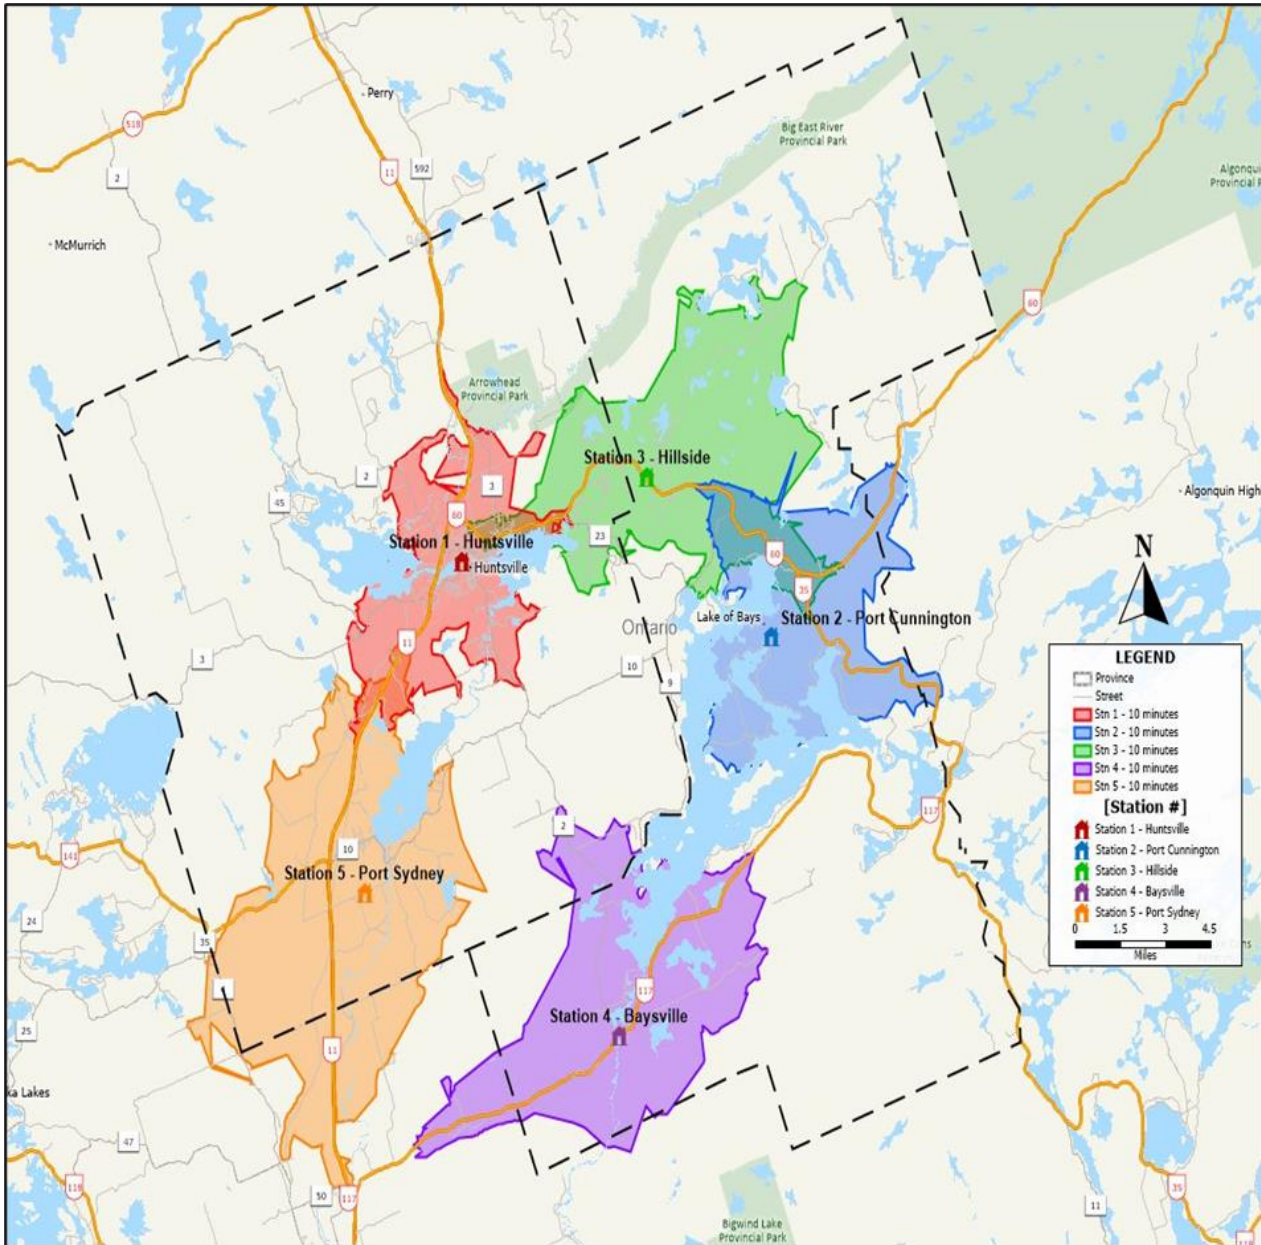 Perry
518
2
11
592
McMurrich
Big East River
Provincial Park
Algonqui
Provincial P
60
Arrowhead
Provincial Park
Station 3 - Hillside
2
3
45
60
Algonquin High
Station 1 - Huntsville
Huntsville
23
60
35
Lake of Bays
Station 2 - Port Cunnington
Ontario
N
11
3
10
9
LEGEND
Province
Street
Stn 1 - 10 minutes
Stn 2 - 10 minutes
Stn 3 - 10 minutes
Stn 4 - 10 minutes
Stn 5 - 10 minutes
[Station #]
Station 1 - Huntsville
Station 2 - Port Cunnington
Station 3 - Hillside
Station 4 - Baysville
Station 5 - Port Sydney
0 1.5 3 4.5
Miles
117
2
141
10
Station 5 - Port Sydney
24
35
117
Station 4 - Baysville
25
11
ka Lakes
47
118
50
117
11
35
118
Bigwind Lake
Provincial Park